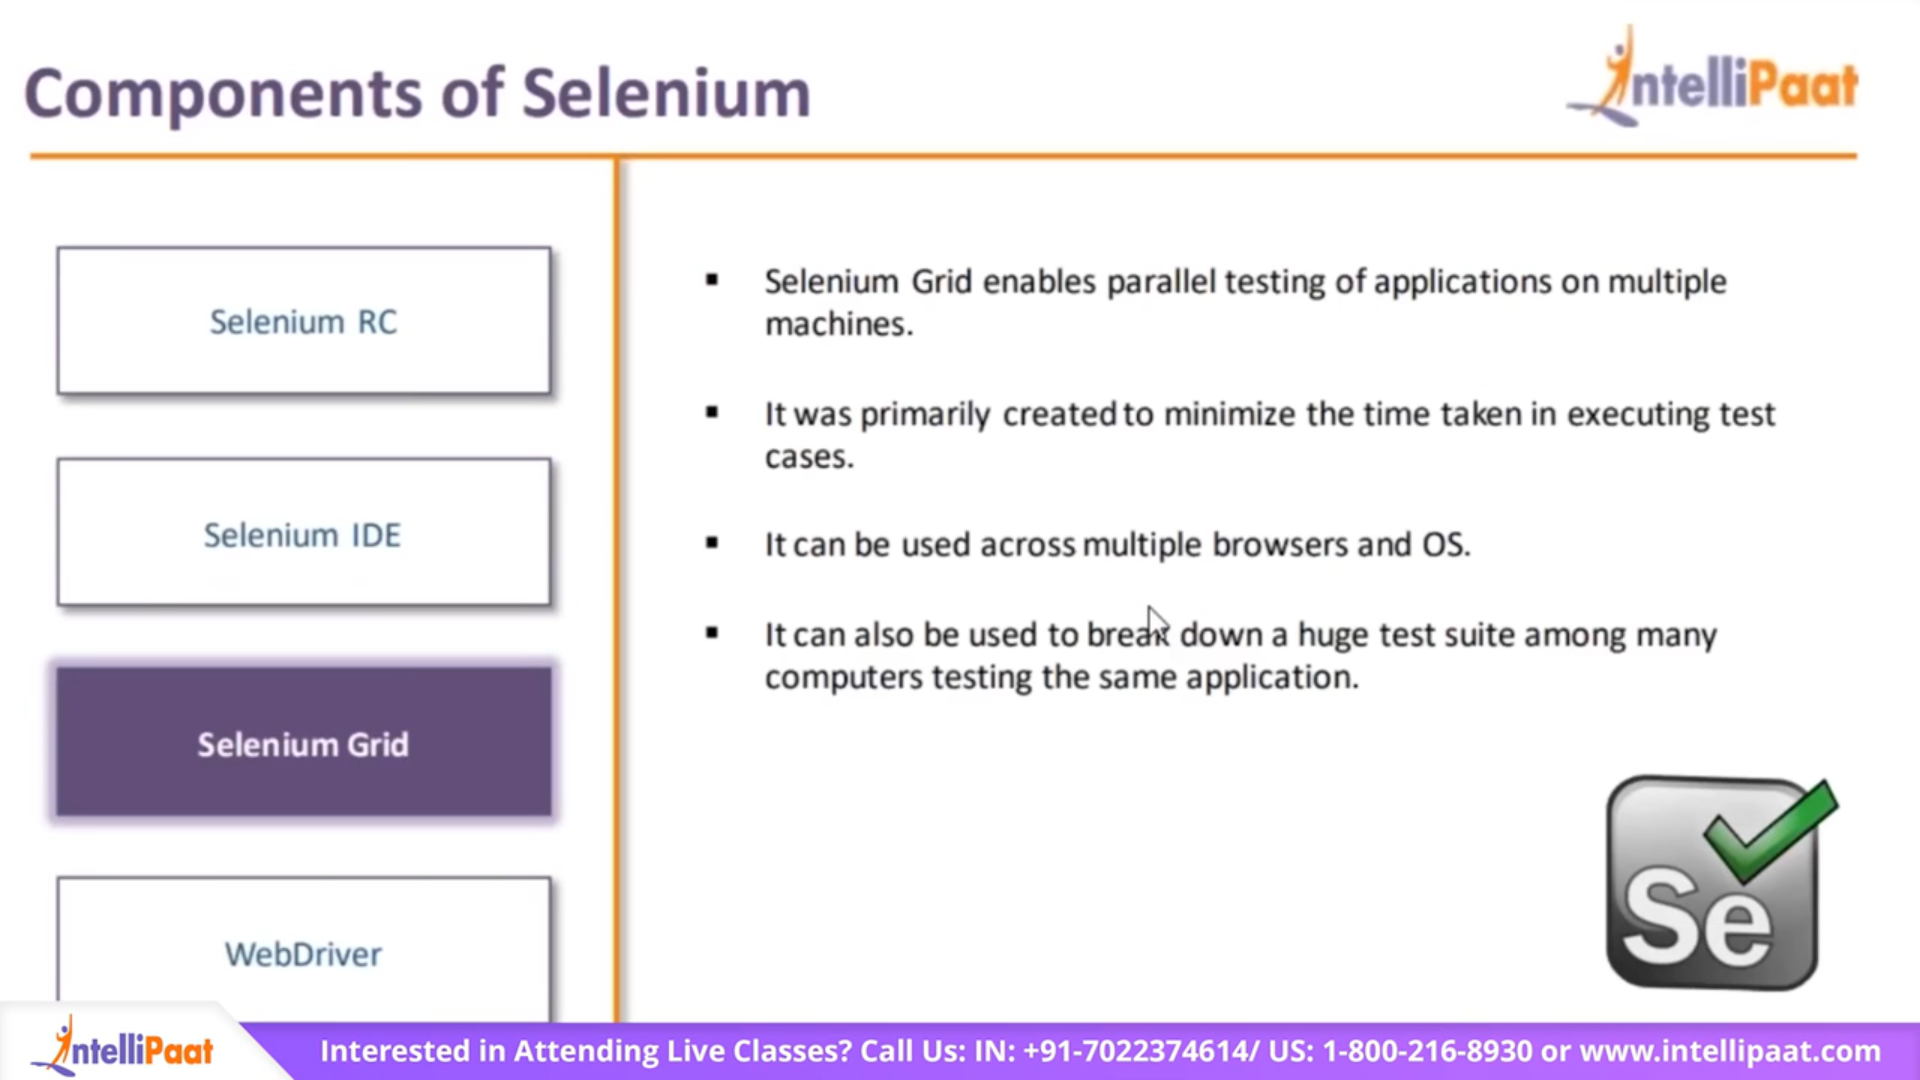 Components of Selenium
IntelliPaat
Selenium RC
Selenium IDE
Selenium Grid
WebDriver
▪ Selenium Grid enables parallel testing of applications on multiple
machines.
▪ It was primarily created to minimize the time taken in executing test
cases.
▪ It can be used across multiple browsers and OS.
▪ It can also be used to break down a huge test suite among many
computers testing the same application.
Se
IntelliPaat
Interested in Attending Live Classes? Call Us: IN: +91-7022374614/ US: 1-800-216-8930 or www.intellipaat.com